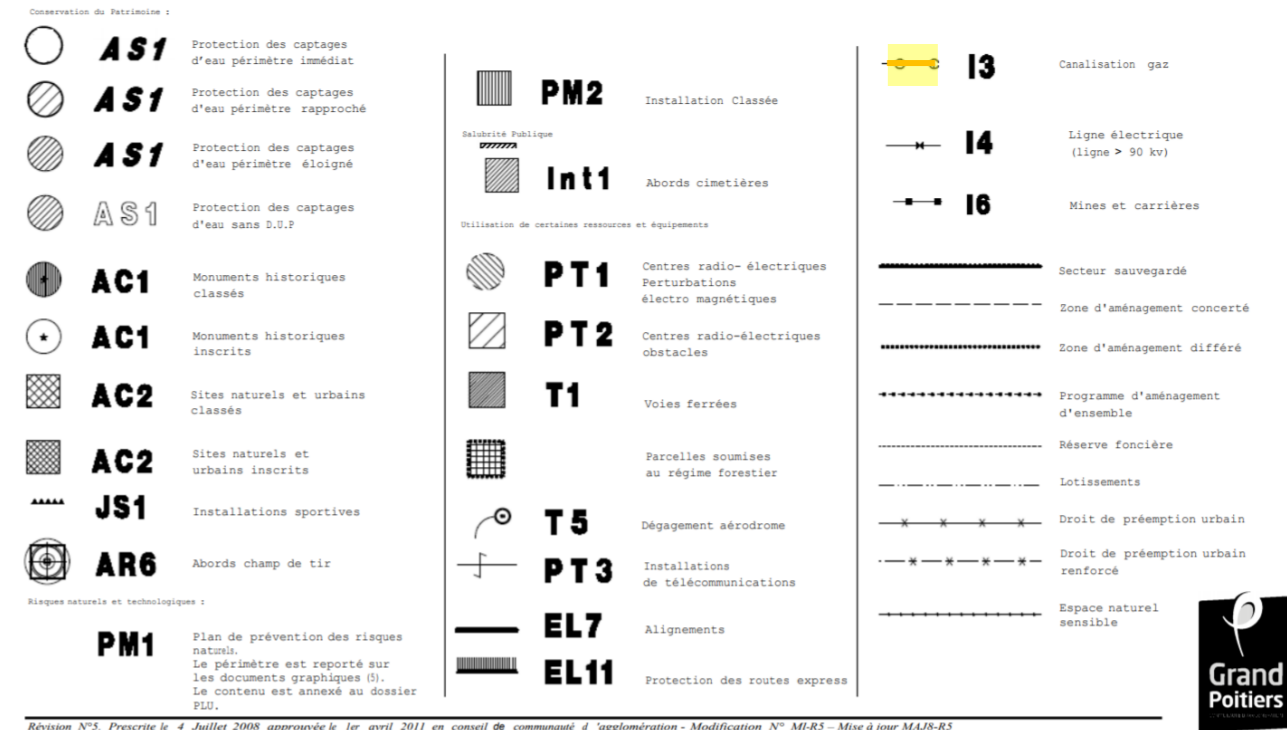 Conservation du Patrimoine :
AS1 Protection des captages
d'eau périmètre immédiat
AS1 Protection des captages
d'eau périmètre rapproché
AS1 Protection des captages
d'eau périmètre éloigné
AS1 Protection des captages
d'eau sans D.U.P
AC1 Monuments historiques
classés
AC1 Monuments historiques
inscrits
AC2 Sites naturels et urbains
classés
AC2 Sites naturels et
urbains inscrits
JS1 Installations sportives
AR6 Abords champ de tir
Risques naturels et technologiques :
PM1 Plan de prévention des risques
naturels.
Le périmètre est reporté sur
les documents graphiques (5).
Le contenu est annexé au dossier
PLU.
PM2 Installation Classée
Salubrité Publique
Int1 Abords cimetières
Utilisation de certaines ressources et équipements
PT1 Centres radio- électriques
Perturbations
électro magnétiques
PT2 Centres radio-électriques
obstacles
T1 Voies ferrées
Parcelles soumises
au régime forestier
T5 Dégagement aérodrome
PT3 Installations
de télécommunications
EL7 Alignements
EL11 Protection des routes express
I3 Canalisation gaz
I4 Ligne électrique
(ligne > 90 kv)
I6 Mines et carrières
Secteur sauvegardé
Zone d'aménagement concerté
Zone d'aménagement différé
Programme d'aménagement
d'ensemble
Réserve foncière
Lotissements
Droit de préemption urbain
Droit de préemption urbain
renforcé
Espace naturel
sensible
Grand
Poitiers
Révision N°5. Prescrite le 4 Juillet 2008 approuvée le 1er avril 2011 en conseil de communauté d 'agglomération - Modification N° MI-R5 – Mise à jour MAJ8-R5